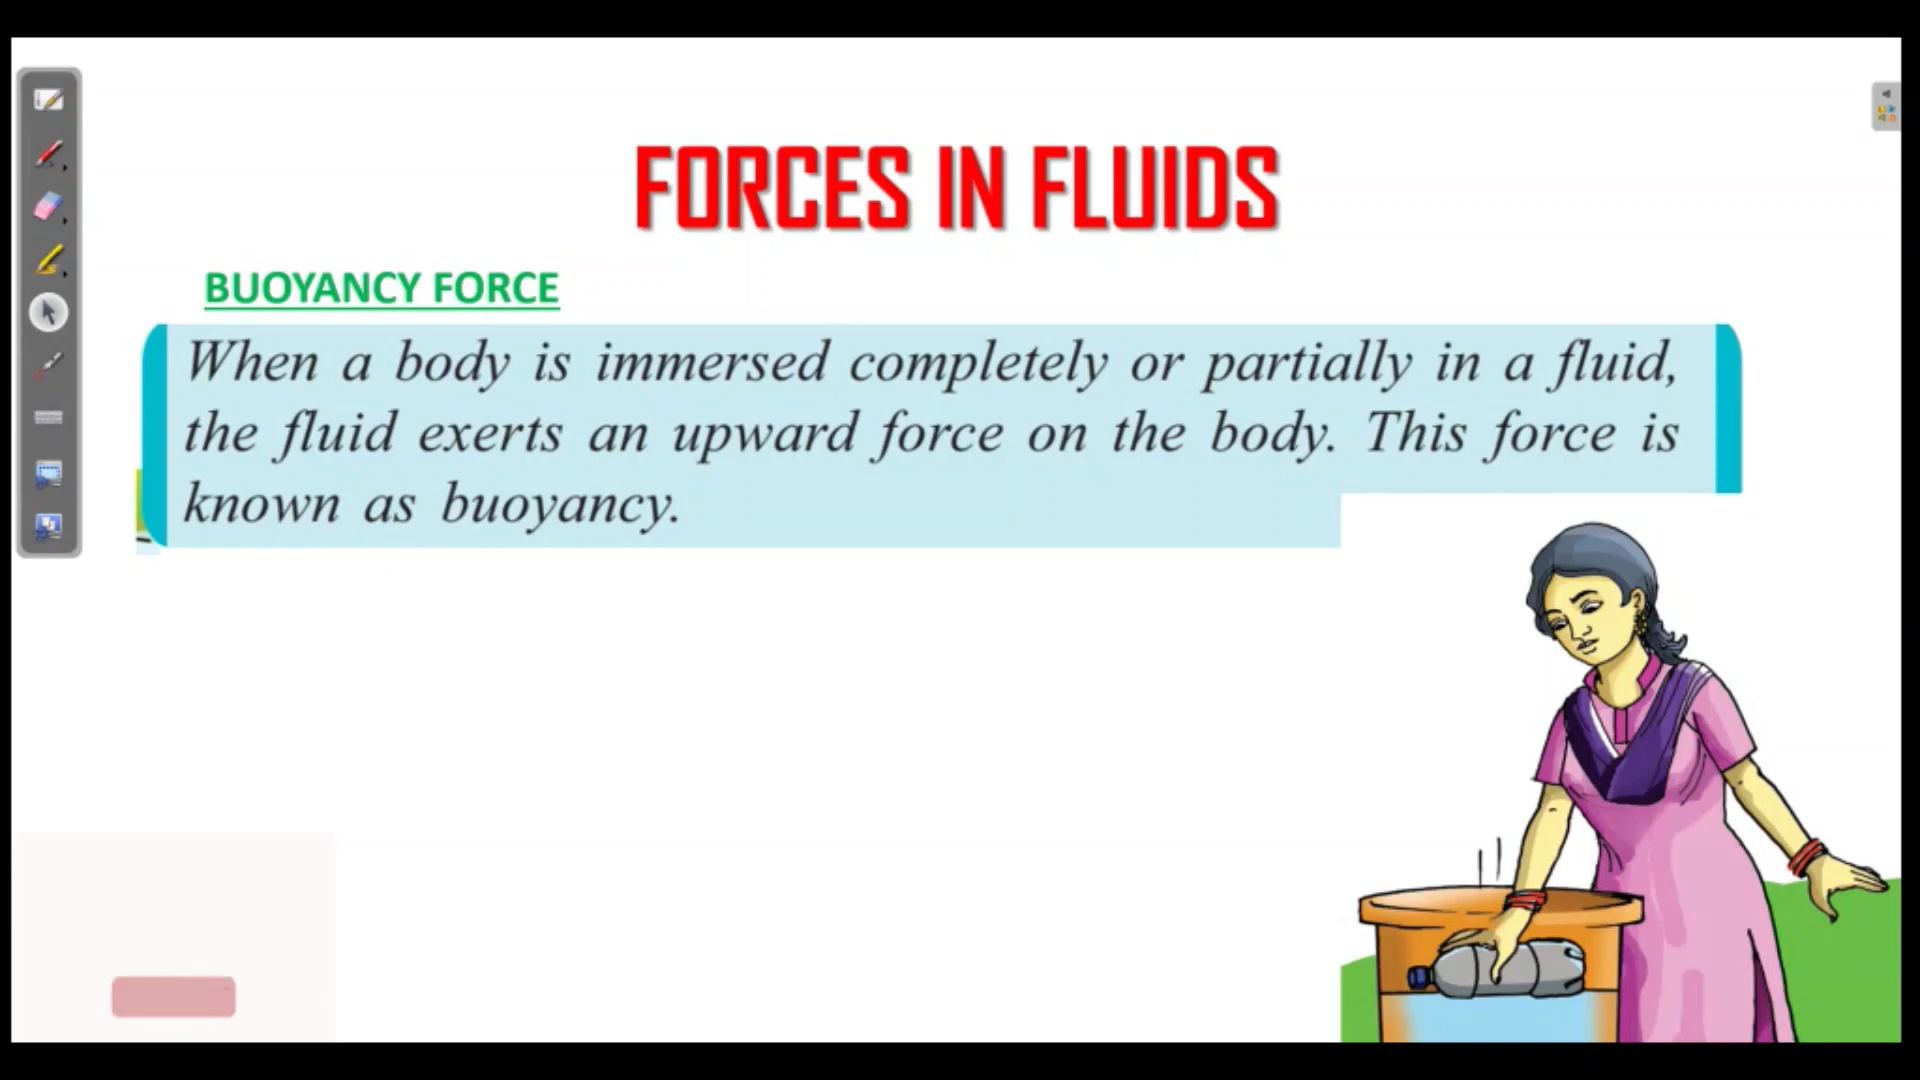 FORCES IN FLUIDS
BUOYANCY FORCE
When a body is immersed completely or partially in a fluid,
the fluid exerts an upward force on the body. This force is
known as buoyancy.